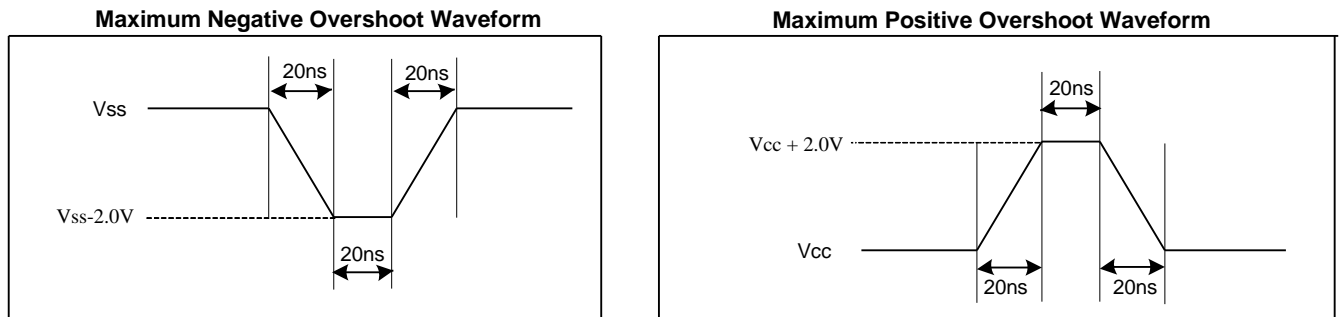 Maximum Negative Overshoot Waveform
20ns
20ns
Vss
Vss-2.0V
20ns
Maximum Positive Overshoot Waveform
20ns
Vcc + 2.0V
Vcc
20ns
20ns